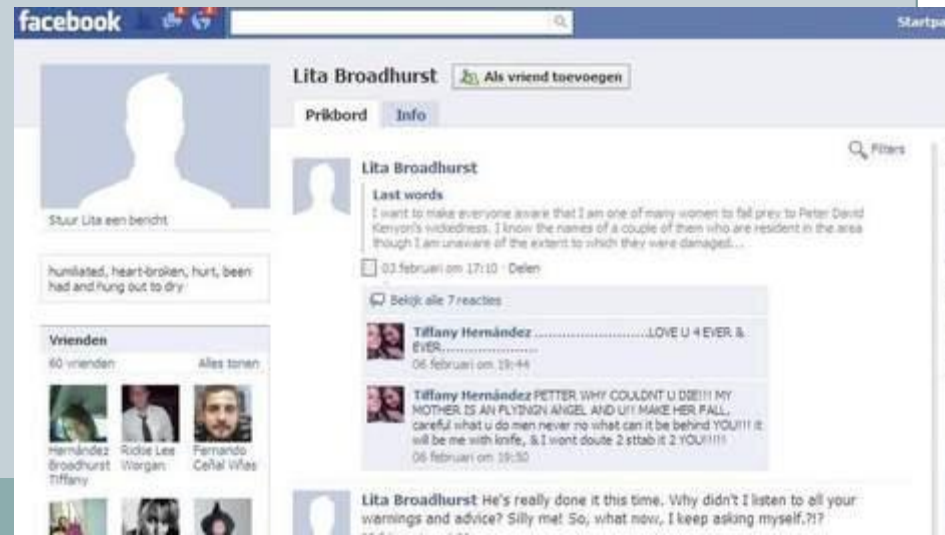 facebook
Startpa
Lita Broadhurst
Als vriend toevoegen
Prikbord Info
Filters
Stuur Lita een bericht
humiliated, heart-broken, hurt, been
had and hung out to dry
Vrienden
60 vrienden Alles tonen
Hernández
Broadhurst
Tiffany
Rickie Lee
Worgan
Fernando
Ceñal Viñas
Lita Broadhurst
Last words
I want to make everyone aware that I am one of many women to fall prey to Peter David
Kenyon's wickedness. I know the names of a couple of them who are resident in the area
though I am unaware of the extent to which they were damaged...
03 februari om 17:10 · Delen
Bekijk alle 7 reacties
Tiffany Hernández ............................LOVE U 4 EVER &
EVER.......................
06 februari om 19:44
Tiffany Hernández PETTER WHY COULDNT U DIE!!! MY
MOTHER IS AN FLYINGN ANGEL AND U!! MAKE HER FALL,
careful what u do men never no what can it be behind YOU!!! it
will be me with knife, & I wont doute 2 sttab it 2 YOU!!!!!
06 februari om 19:50
Lita Broadhurst He's really done it this time. Why didn't I listen to all your
warnings and advice? Silly me! So, what now, I keep asking myself.?!?